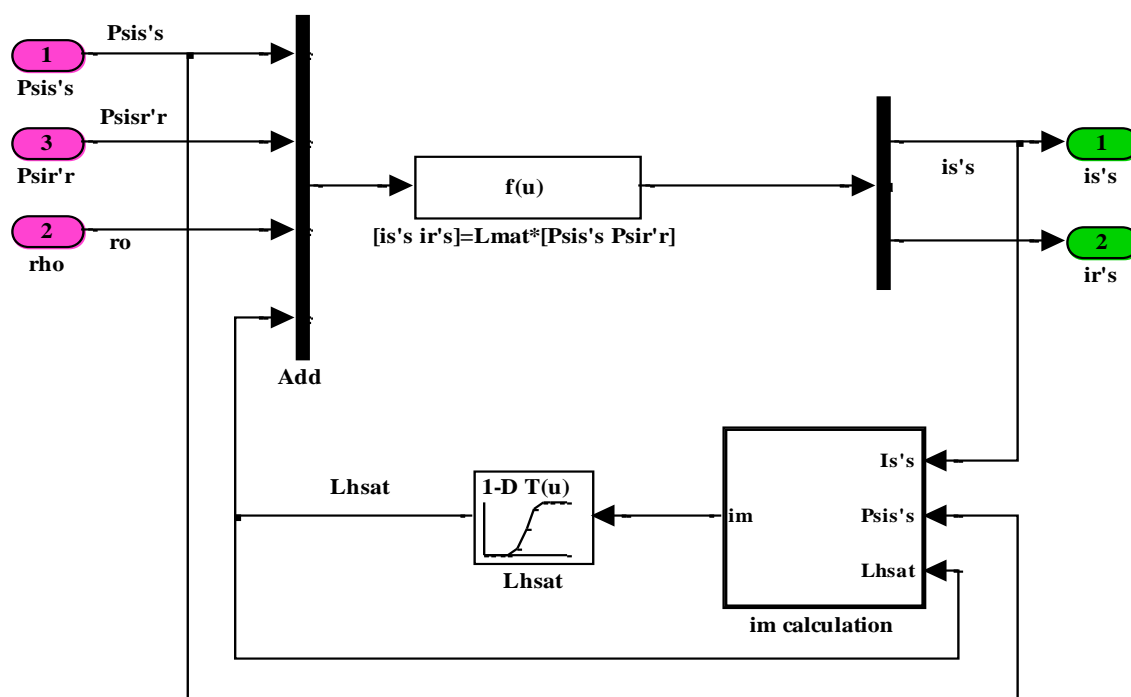 Psis's
1
Psis's
Psisr'r
3
Psir'r
2
ro
rho
Add
f(u)
[is's ir's]=Lmat*[Psis's Psir'r]
is's
1
is's
2
ir's
Lhsat
1-D T(u)
Lhsat
im
Is's
Psis's
Lhsat
im calculation